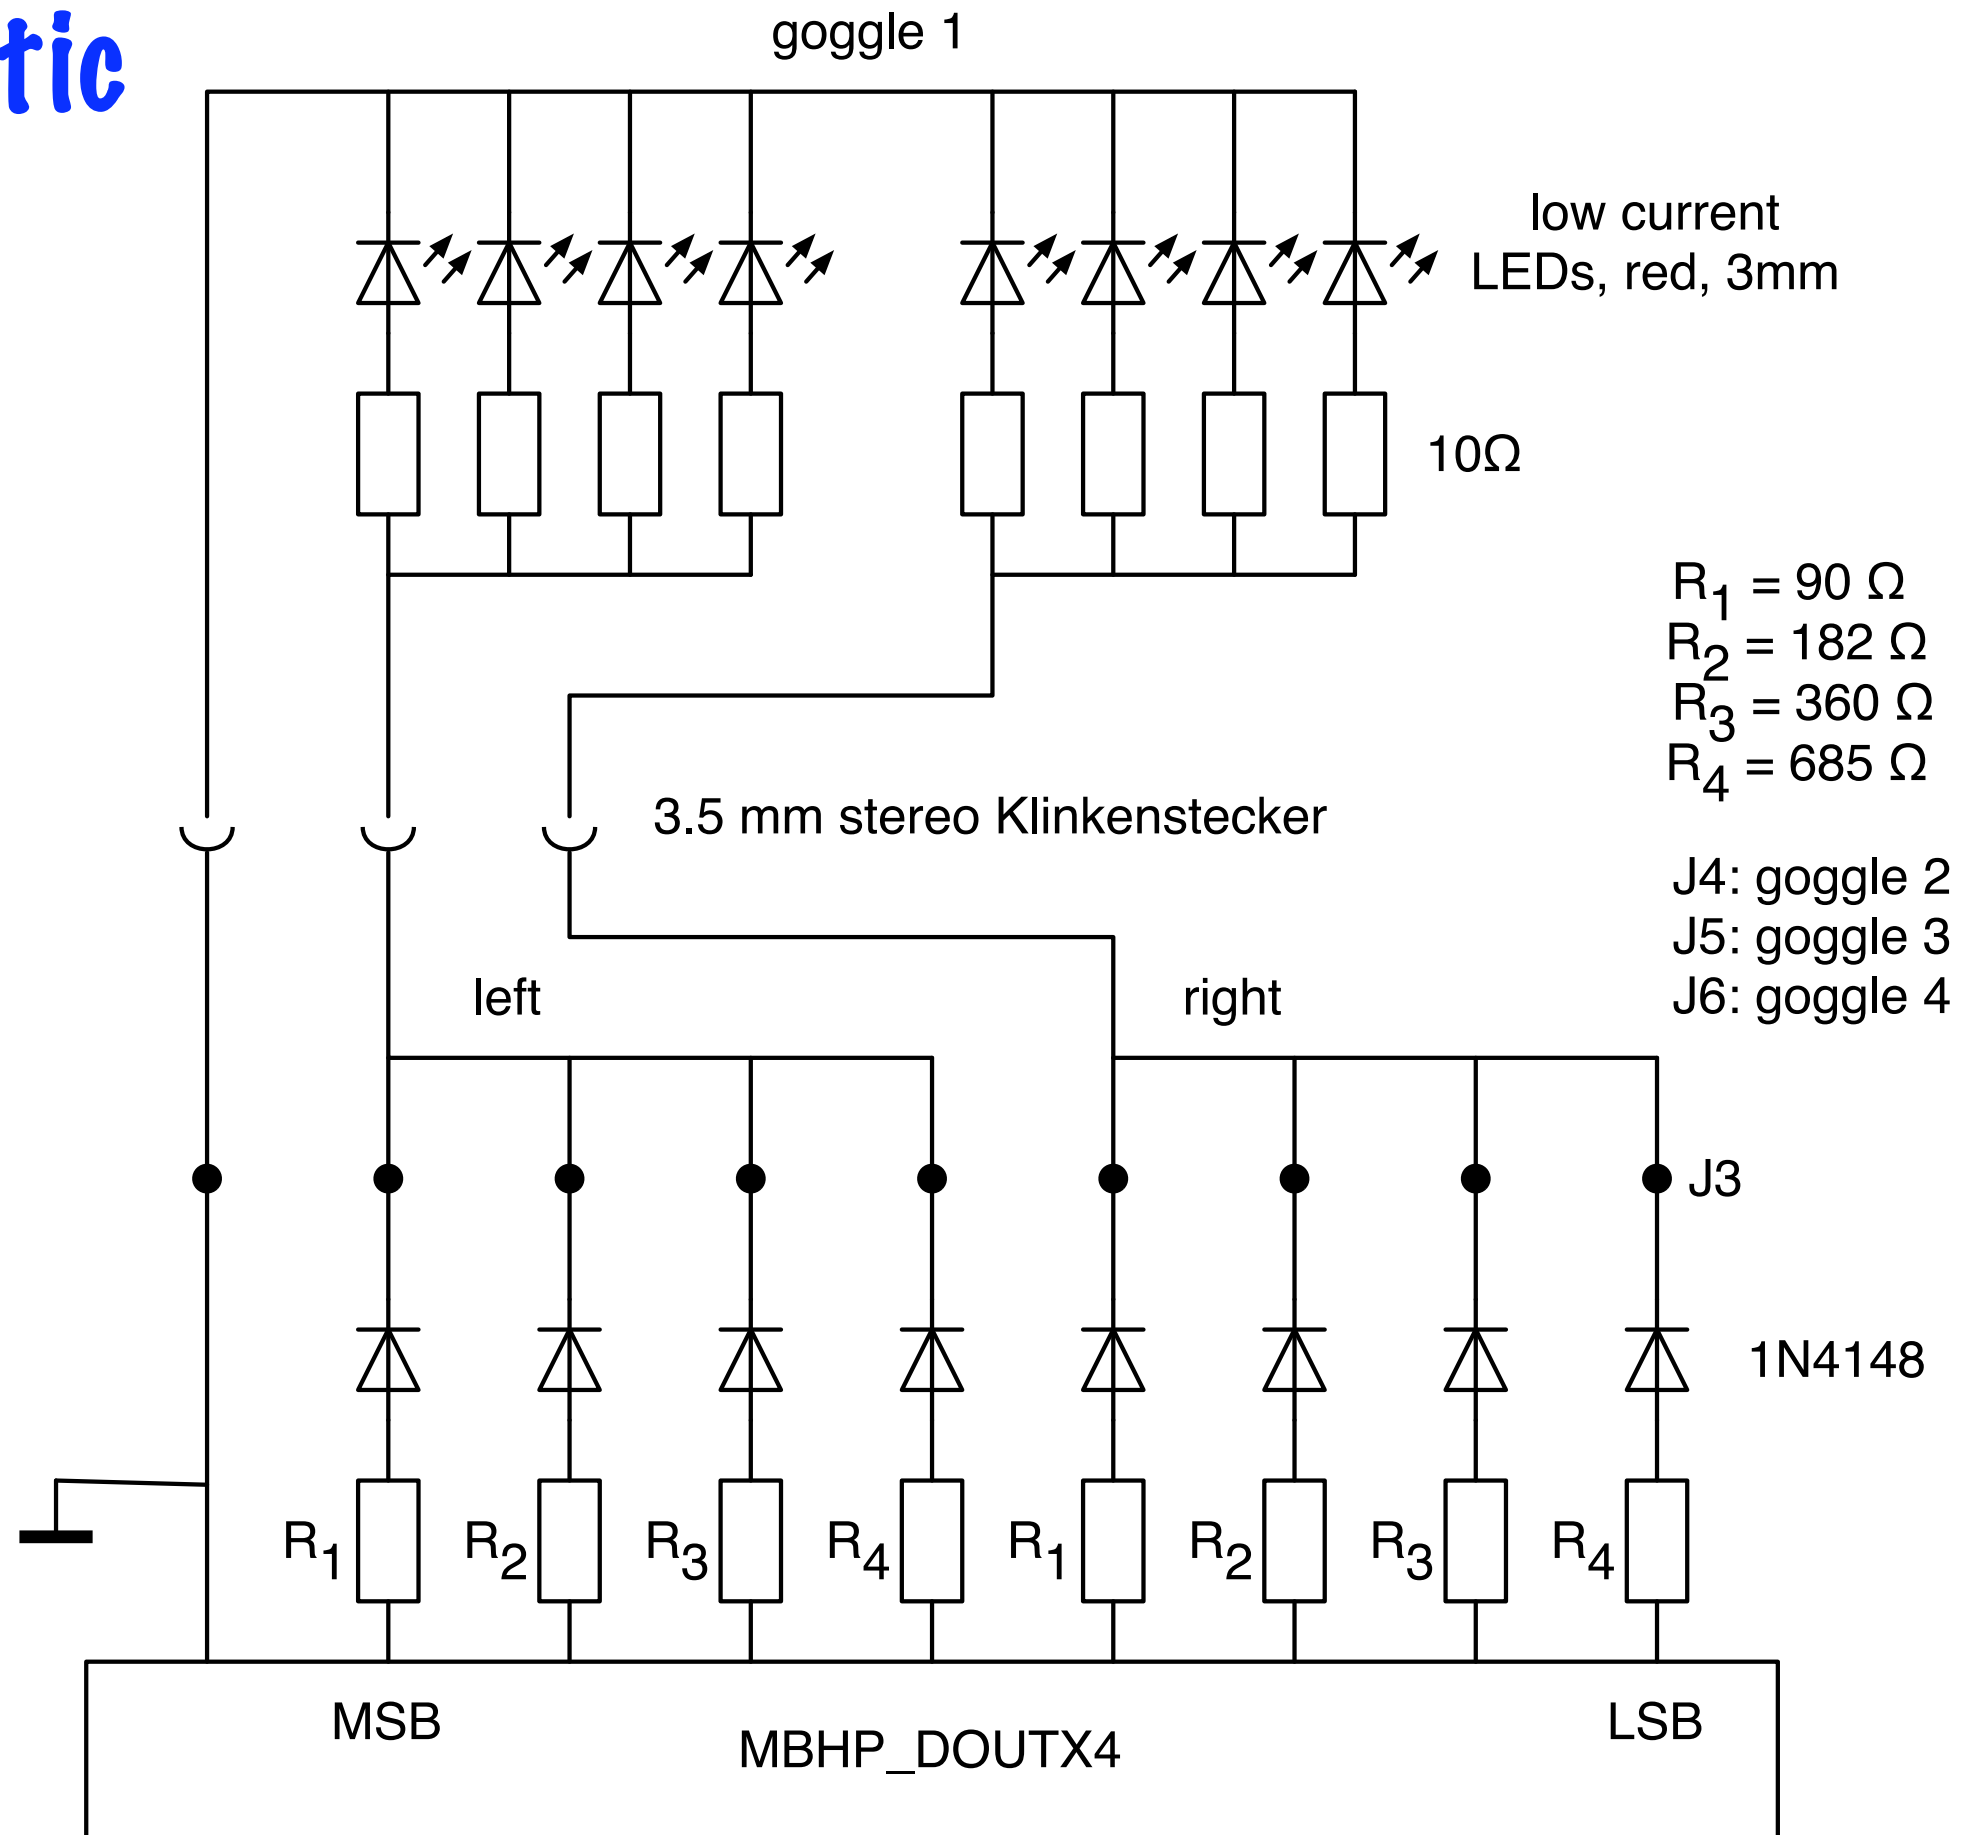 tic
goggle 1
low current
LEDs, red, 3mm
10Ω
R1 = 90 Ω
R2 = 182 Ω
R3 = 360 Ω
R4 = 685 Ω
3.5 mm stereo Klinkenstecker
J4: goggle 2
J5: goggle 3
J6: goggle 4
left
right
J3
1N4148
R1
R2
R3
R4
R1
R2
R3
R4
MSB
LSB
MBHP_DOUTX4